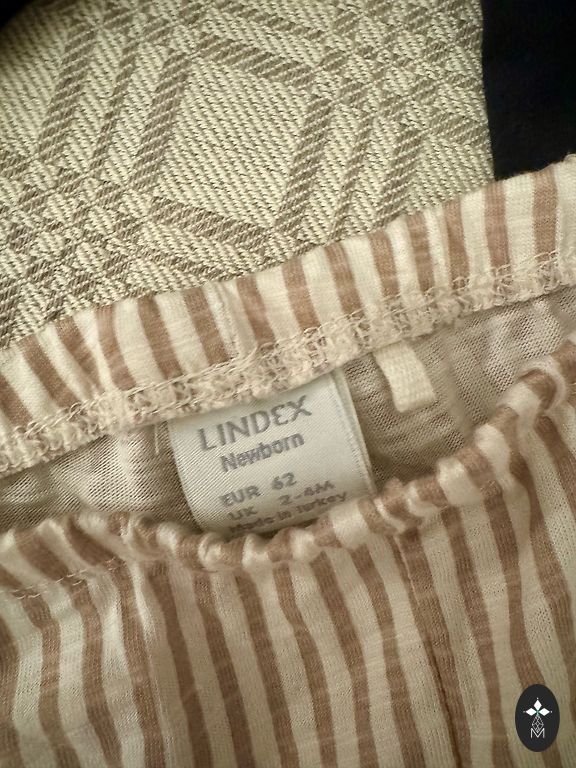 LINDEX
Newborn
EUR 62
UK 2-4M
Made in Turkey